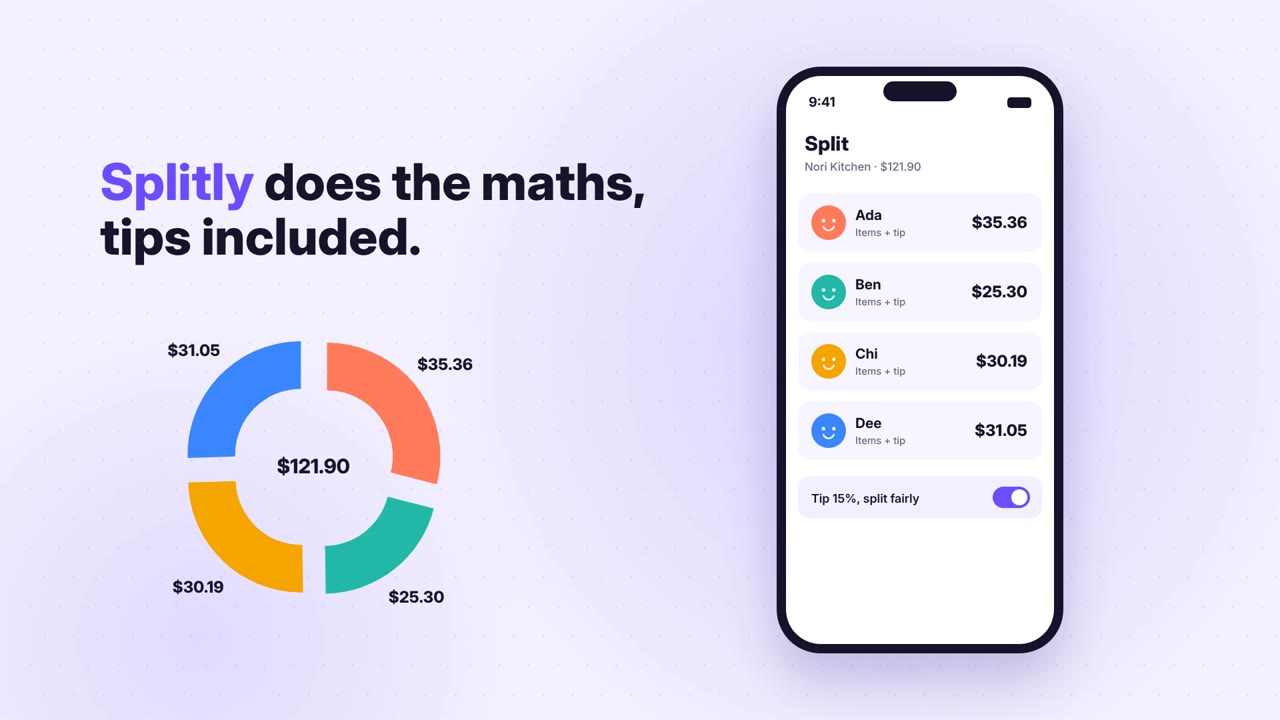 Splitly does the maths,
tips included.
$31.05
$35.36
$121.90
$30.19
$25.30
9:41
Split
Nori Kitchen · $121.90
Ada
Items + tip
$35.36
Ben
Items + tip
$25.30
Chi
Items + tip
$30.19
Dee
Items + tip
$31.05
Tip 15%, split fairly